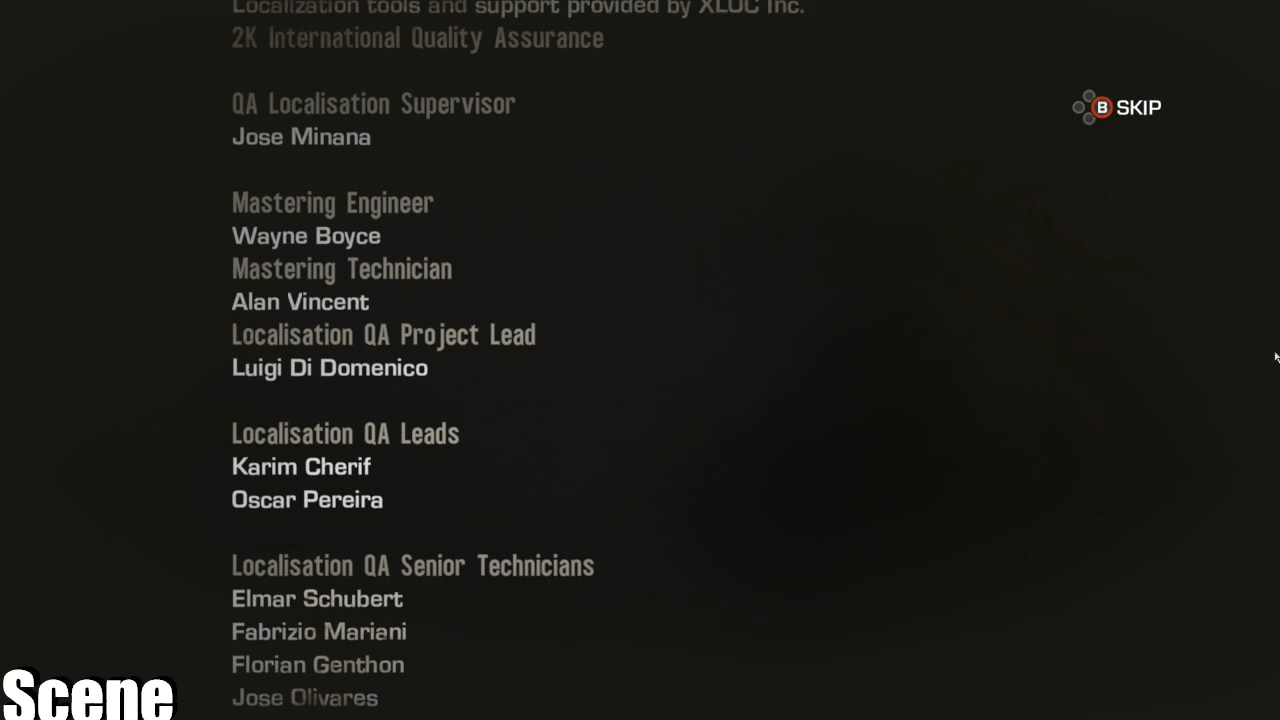 Localization tools and support provided by XLOC Inc.
2K International Quality Assurance
QA Localisation Supervisor
Jose Minana
B SKIP
Mastering Engineer
Wayne Boyce
Mastering Technician
Alan Vincent
Localisation QA Project Lead
Luigi Di Domenico
Localisation QA Leads
Karim Cherif
Oscar Pereira
Localisation QA Senior Technicians
Elmar Schubert
Fabrizio Mariani
Florian Genthon
Jose Olivares
Scene